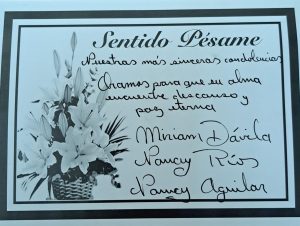 Sentido Pésame
Nuestras más sinceras condolencias
Oramos para que su alma
encuentre descanso y
paz eterna
Miriam Dávila
Nancy Ríos
Nancy Aguilar